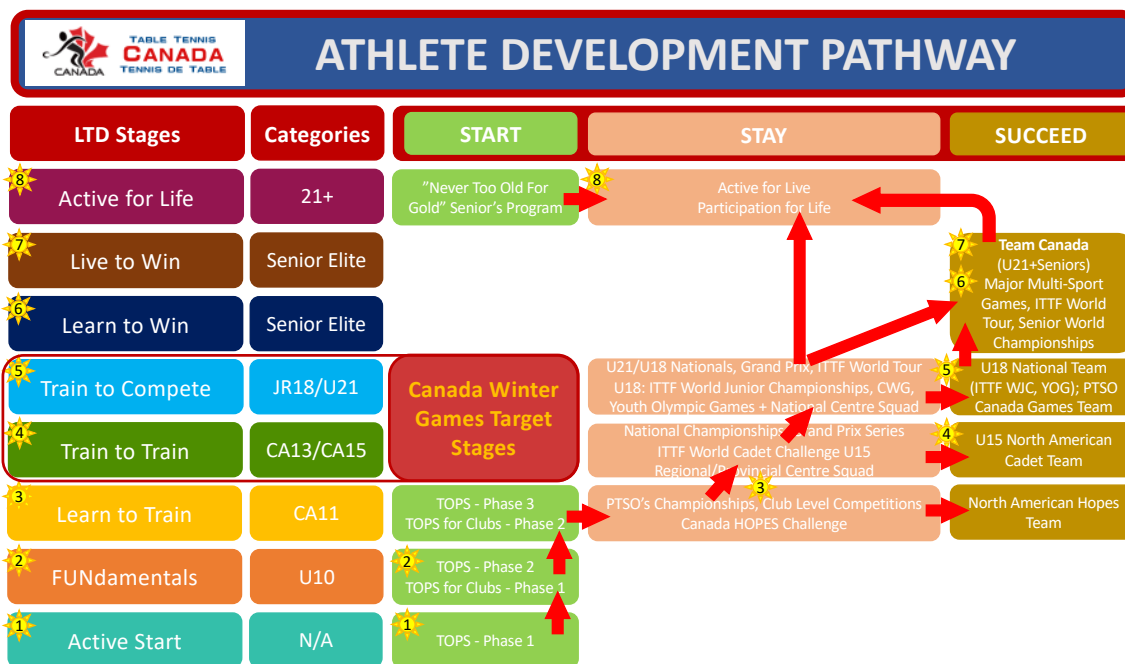 TABLE TENNIS
CANADA
TENNIS DE TABLE
CANADA
ATHLETE DEVELOPMENT PATHWAY
LTD Stages
Categories
START
STAY
SUCCEED
8
Active for Life
21+
”Never Too Old For
Gold” Senior’s Program
8
Active for Live
Participation for Life
7
Live to Win
Senior Elite
7
Team Canada
(U21+Seniors)
6
Major Multi-Sport
Games, ITTF World
Tour, Senior World
Championships
6
Learn to Win
Senior Elite
5
Train to Compete
JR18/U21
Canada Winter
Games Target
Stages
U21/U18 Nationals, Grand Prix, ITTF World Tour
U18: ITTF World Junior Championships, CWG,
Youth Olympic Games + National Centre Squad
5
U18 National Team
(ITTF WJC, YOG); PTSO
Canada Games Team
4
Train to Train
CA13/CA15
National Championships, Grand Prix Series
ITTF World Cadet Challenge U15
Regional/Provincial Centre Squad
4
U15 North American
Cadet Team
3
Learn to Train
CA11
TOPS - Phase 3
TOPS for Clubs - Phase 2
3
PTSO’s Championships, Club Level Competitions
Canada HOPES Challenge
North American Hopes
Team
2
FUNdamentals
U10
2
TOPS - Phase 2
TOPS for Clubs - Phase 1
1
Active Start
N/A
1
TOPS - Phase 1